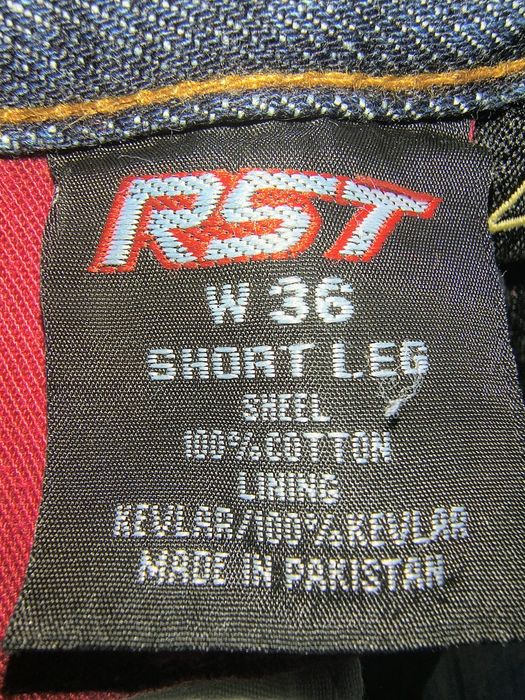 RST
W 36
SHORT LEG
SHEEL
100% COTTON
LINING
KEVLAR/100% KEVLAR
MADE IN PAKISTAN